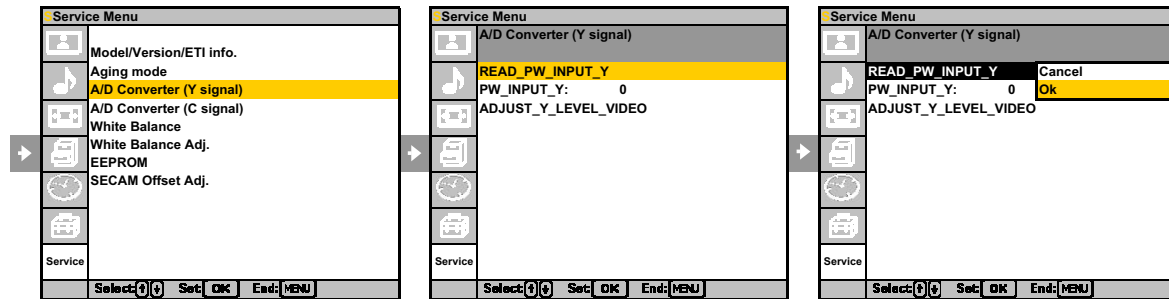 Service Menu
Model/Version/ETI info.
Aging mode
A/D Converter (Y signal)
A/D Converter (C signal)
White Balance
White Balance Adj.
EEPROM
SECAM Offset Adj.
Service
Select: Set: OK End: MENU
Service Menu
A/D Converter (Y signal)
READ_PW_INPUT_Y
PW_INPUT_Y: 0
ADJUST_Y_LEVEL_VIDEO
Service
Select: Set: OK End: MENU
Service Menu
A/D Converter (Y signal)
READ_PW_INPUT_Y Cancel
PW_INPUT_Y: 0 Ok
ADJUST_Y_LEVEL_VIDEO
Service
Select: Set: OK End: MENU